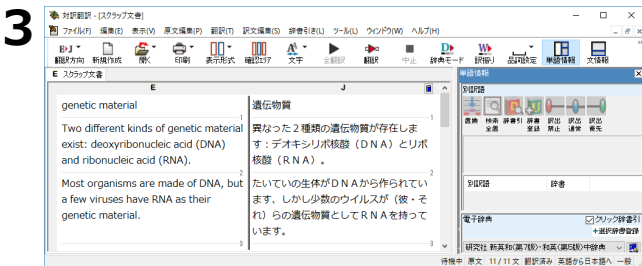 3
対訳翻訳 - [スクラップ文書]
ファイル(F) 編集(E) 表示(V) 原文編集(P) 翻訳(T) 訳文編集(S) 辞書引き(L) ツール(L) ウィンドウ(W) ヘルプ(H)
翻訳方向 新規作成 開く 印刷 表示形式 確認エリア 文字 全翻訳 翻訳 中止 辞書モード 訳振り 品詞設定 単語情報 文情報
E スクラップ文書
E J
genetic material 遺伝物質
1 1
Two different kinds of genetic material 異なった2種類の遺伝物質が存在しま
exist: deoxyribonucleic acid (DNA) す:デオキシリボ核酸(DNA)とリボ
and ribonucleic acid (RNA). 核酸(RNA)。
2 2
Most organisms are made of DNA, but たいていの生体がDNAから作られてい
a few viruses have RNA as their ます、しかし少数のウイルスが(彼・そ
genetic material. れ)らの遺伝物質としてRNAを持って
います。
3 3
単語情報
別訳語
置換 検索 辞書引 辞書 訳出 訳出 訳出
全置 登録 禁止 通常 優先
別訳語 辞書
電子辞典 クリック辞書引
+選択辞書登録
研究社 新英和(第7版)・和英(第5版)中辞典
待機中 原文 11/11文 翻訳済み 英語から日本語へ 一般